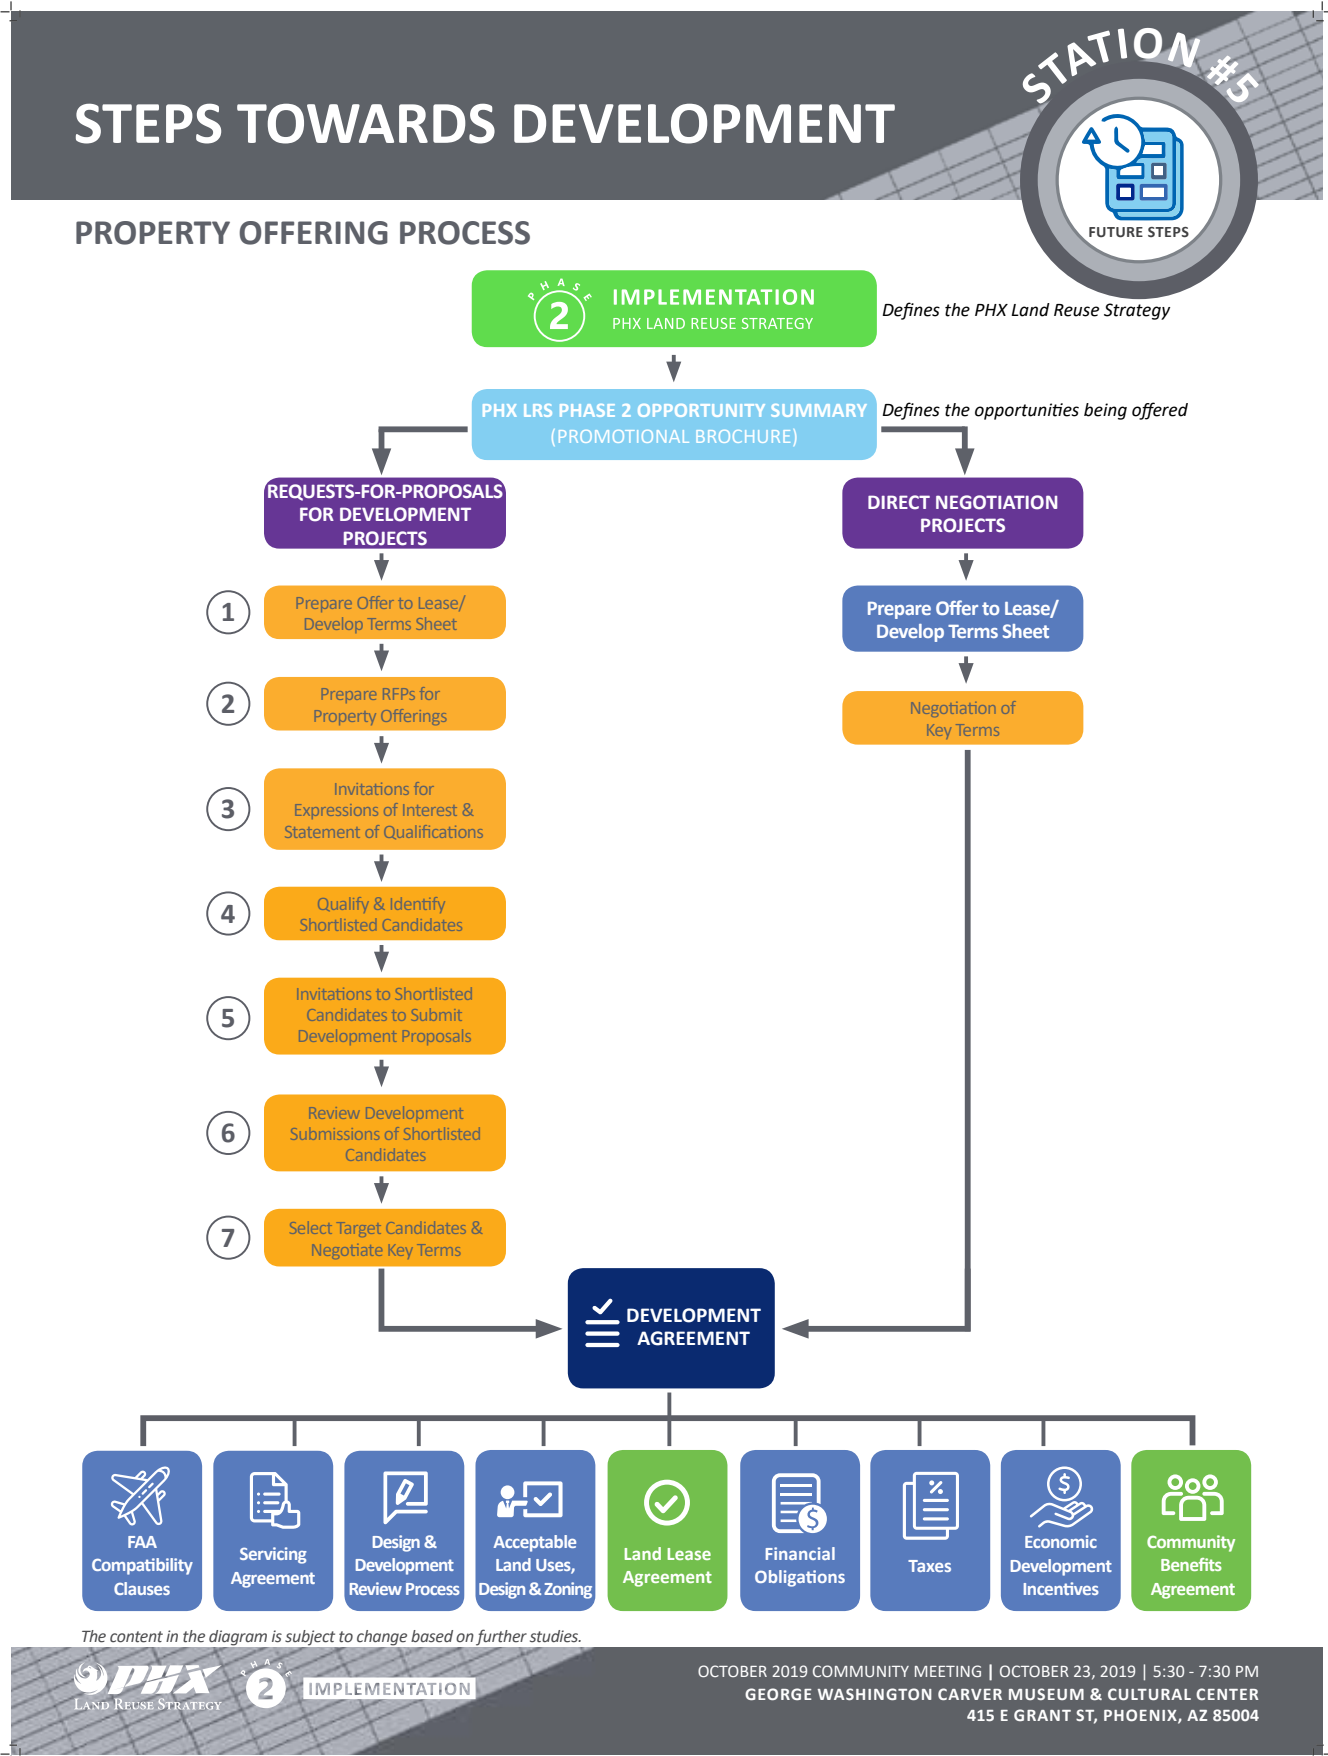 STATION #5
STEPS TOWARDS DEVELOPMENT
FUTURE STEPS
PROPERTY OFFERING PROCESS
PHASE
2
IMPLEMENTATION
PHX LAND REUSE STRATEGY
Defines the PHX Land Reuse Strategy
PHX LRS PHASE 2 OPPORTUNITY SUMMARY
(PROMOTIONAL BROCHURE)
Defines the opportunities being offered
REQUESTS-FOR-PROPOSALS
FOR DEVELOPMENT
PROJECTS
DIRECT NEGOTIATION
PROJECTS
1
Prepare Offer to Lease/
Develop Terms Sheet
Prepare Offer to Lease/
Develop Terms Sheet
2
Prepare RFPs for
Property Offerings
Negotiation of
Key Terms
3
Invitations for
Expressions of Interest &
Statement of Qualifications
4
Qualify & Identify
Shortlisted Candidates
5
Invitations to Shortlisted
Candidates to Submit
Development Proposals
6
Review Development
Submissions of Shortlisted
Candidates
7
Select Target Candidates &
Negotiate Key Terms
DEVELOPMENT
AGREEMENT
FAA
Compatibility
Clauses
Servicing
Agreement
Design &
Development
Review Process
Acceptable
Land Uses,
Design & Zoning
Land Lease
Agreement
$
Financial
Obligations
%
Taxes
$
Economic
Development
Incentives
Community
Benefits
Agreement
The content in the diagram is subject to change based on further studies.
PHX
LAND REUSE STRATEGY
PHASE
2
IMPLEMENTATION
OCTOBER 2019 COMMUNITY MEETING | OCTOBER 23, 2019 | 5:30 - 7:30 PM
GEORGE WASHINGTON CARVER MUSEUM & CULTURAL CENTER
415 E GRANT ST, PHOENIX, AZ 85004